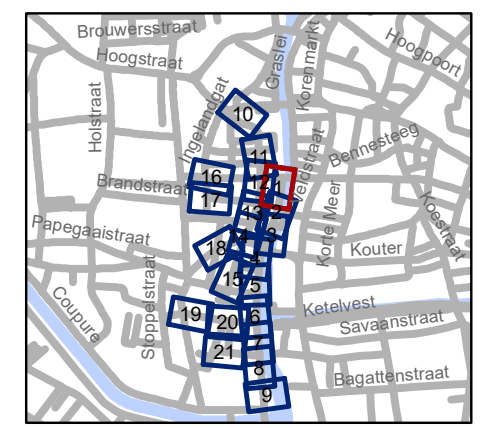 Brouwersstraat
Hoogstraat
Graslei
Korenmarkt
Hoogpoort
Holstraat
Ingelandgat
10
Bennesteeg
11
16
12
1
Veldstraat
Brandstraat
17
13
2
Korte Meer
Koestraat
Papegaaistraat
14
3
18
4
Kouter
15
5
Coupure
Stoppelstraat
Ketelvest
19
20
6
Savaanstraat
21
7
8
Bagattenstraat
9